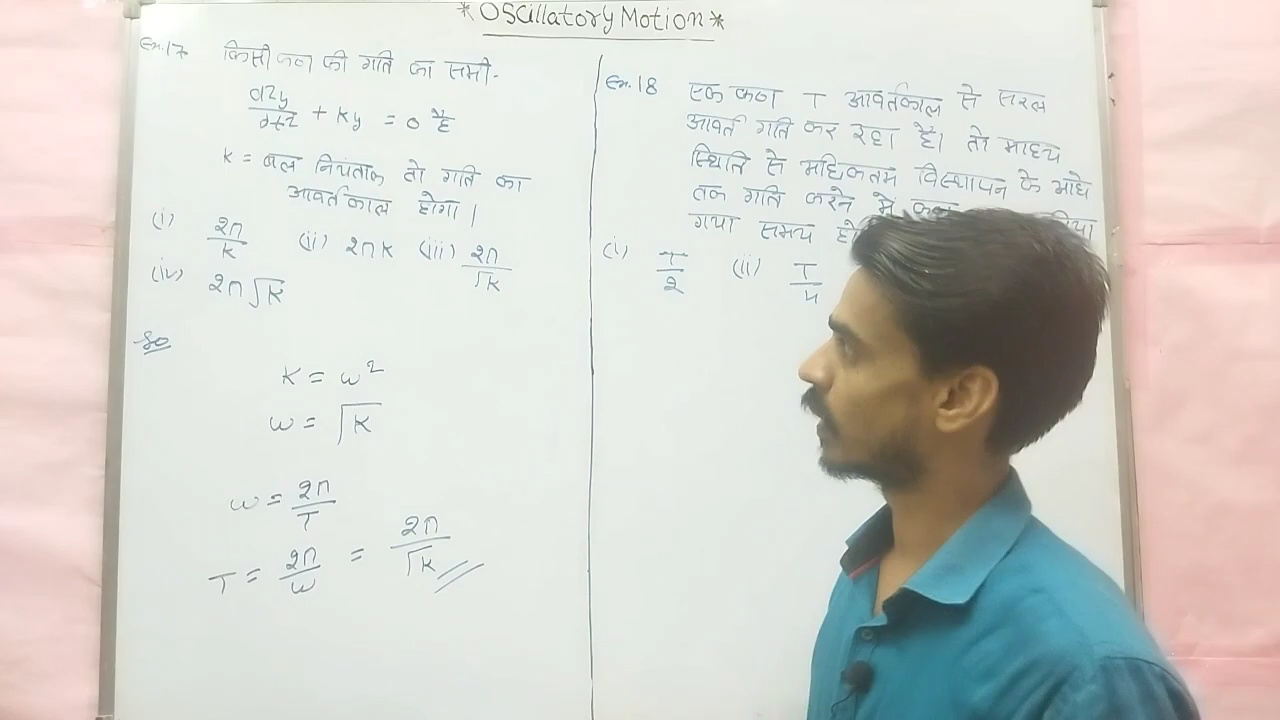 * Oscillatory Motion *
Ex.17 किसी कण की गति का समी.
d²y/dt² + Ky = 0 है
K = बल नियतांक तो गति का
आवर्तकाल होगा।
(i) 2π/K (ii) 2πK (iii) 2π/√K
(iv) 2π√K
So
K = ω²
ω = √K
ω = 2π/T
T = 2π/ω = 2π/√K
Ex. 18 एक कण T आवर्तकाल से सरल
आवर्त गति कर रहा है। तो माध्य
स्थिति से अधिकतम विस्थापन के आधे
तक गति करने में कण
गया समय
(i) T/2 (ii) T/4